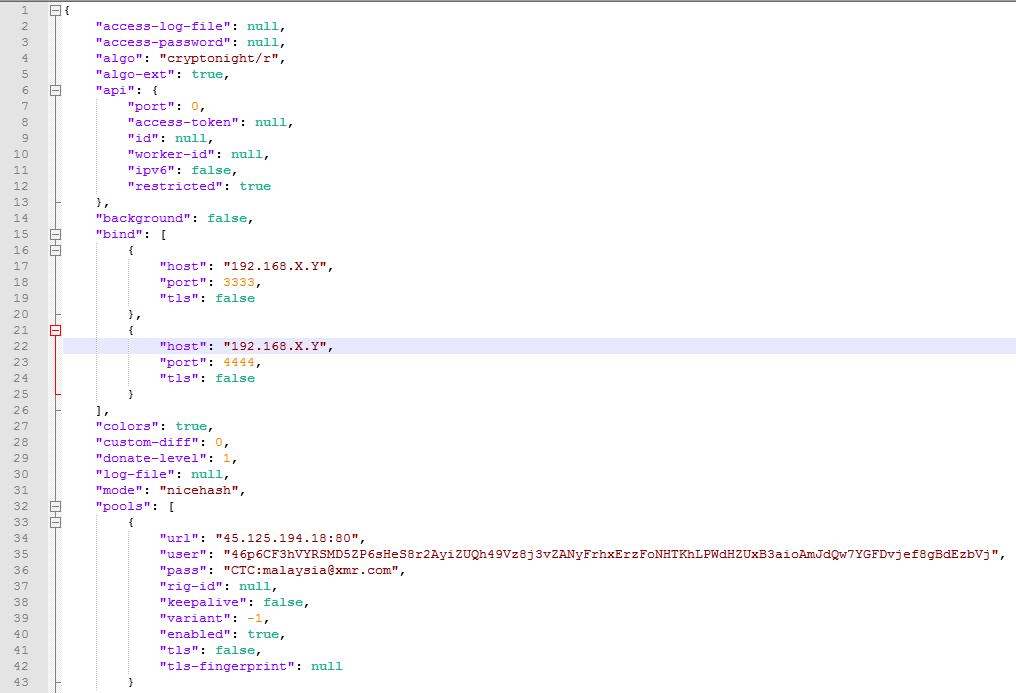 1 {
2 "access-log-file": null,
3 "access-password": null,
4 "algo": "cryptonight/r",
5 "algo-ext": true,
6 "api": {
7 "port": 0,
8 "access-token": null,
9 "id": null,
10 "worker-id": null,
11 "ipv6": false,
12 "restricted": true
13 },
14 "background": false,
15 "bind": [
16 {
17 "host": "192.168.X.Y",
18 "port": 3333,
19 "tls": false
20 },
21 {
22 "host": "192.168.X.Y",
23 "port": 4444,
24 "tls": false
25 }
26 ],
27 "colors": true,
28 "custom-diff": 0,
29 "donate-level": 1,
30 "log-file": null,
31 "mode": "nicehash",
32 "pools": [
33 {
34 "url": "45.125.194.18:80",
35 "user": "46p6CF3hVYRSMD5ZP6sHeS8r2AyiZUQh49Vz8j3vZANyFrhxErzFoNHTKhLPWdHZUxB3aioAmJdQw7YGFDvjef8gBdEzbVj",
36 "pass": "CTC:malaysia@xmr.com",
37 "rig-id": null,
38 "keepalive": false,
39 "variant": -1,
40 "enabled": true,
41 "tls": false,
42 "tls-fingerprint": null
43 }